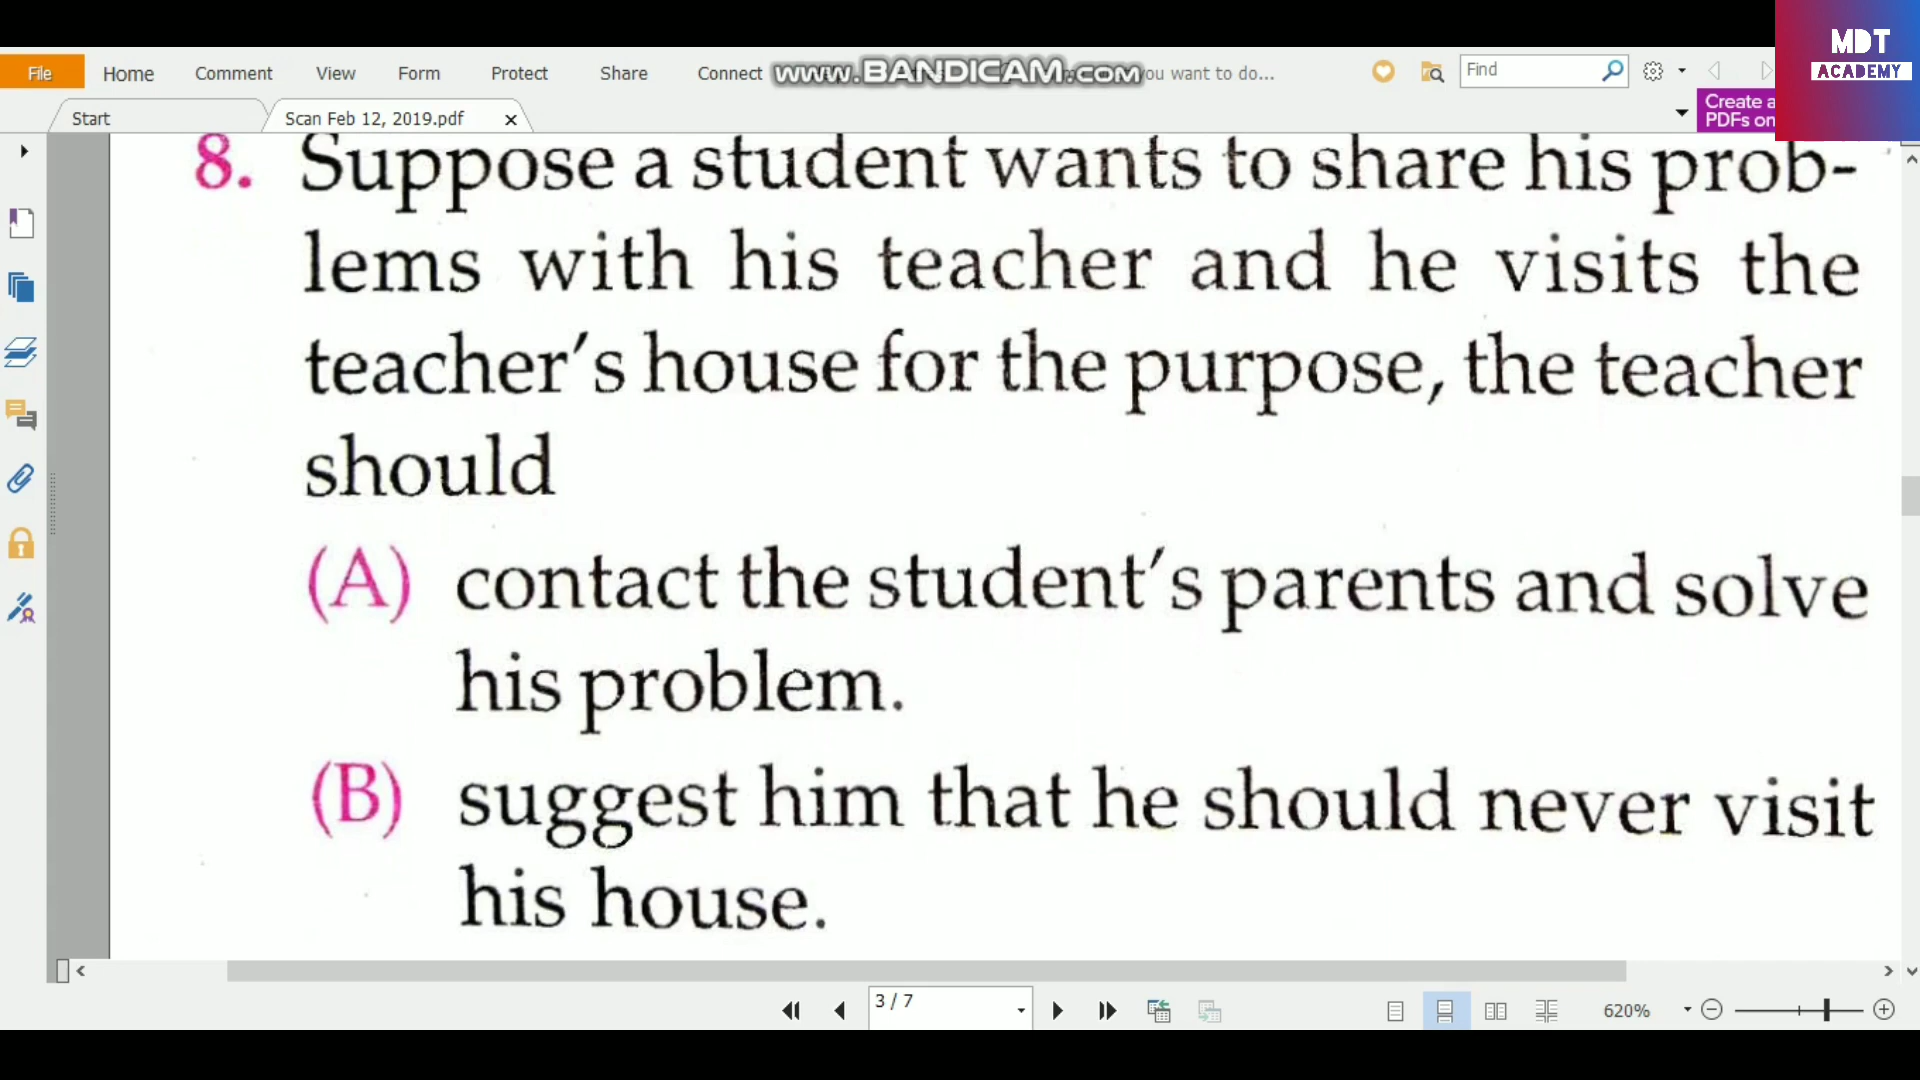 MDT
ACADEMY
www.BANDICAM.com
File Home Comment View Form Protect Share Connect you want to do... Find
Create a
PDFs on
Start Scan Feb 12, 2019.pdf
8. Suppose a student wants to share his prob-
lems with his teacher and he visits the
teacher's house for the purpose, the teacher
should
(A) contact the student's parents and solve
his problem.
(B) suggest him that he should never visit
his house.
3 / 7 620%